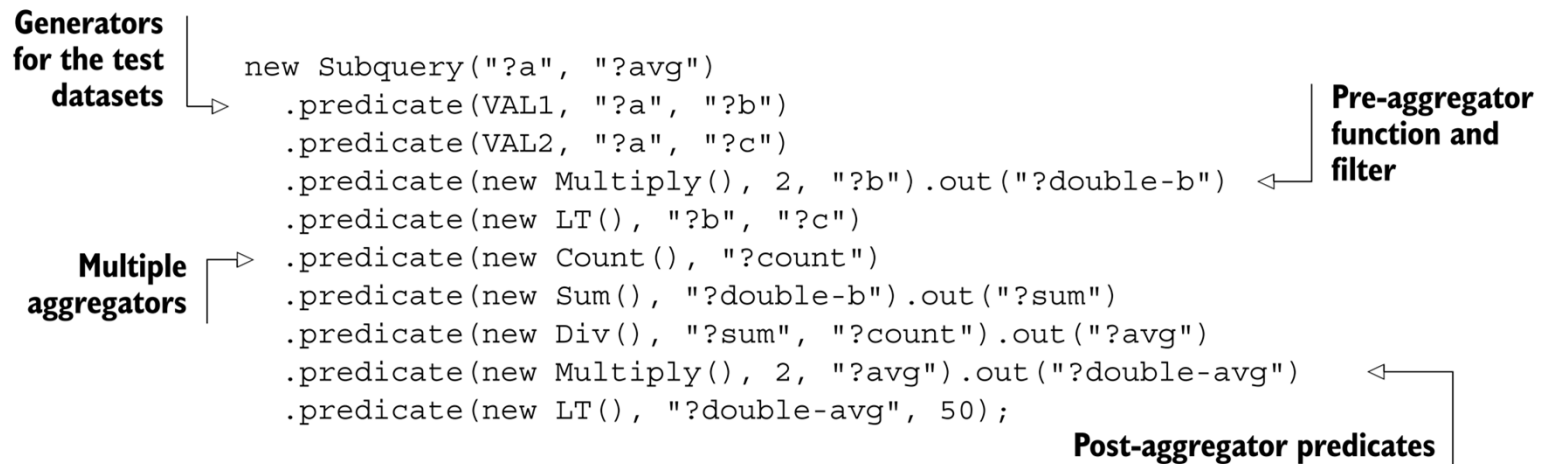 Generators
for the test
datasets
new Subquery("?a", "?avg")
.predicate(VAL1, "?a", "?b")
.predicate(VAL2, "?a", "?c")
.predicate(new Multiply(), 2, "?b").out("?double-b")
.predicate(new LT(), "?b", "?c")
.predicate(new Count(), "?count")
.predicate(new Sum(), "?double-b").out("?sum")
.predicate(new Div(), "?sum", "?count").out("?avg")
.predicate(new Multiply(), 2, "?avg").out("?double-avg")
.predicate(new LT(), "?double-avg", 50);
Pre-aggregator
function and
filter
Multiple
aggregators
Post-aggregator predicates